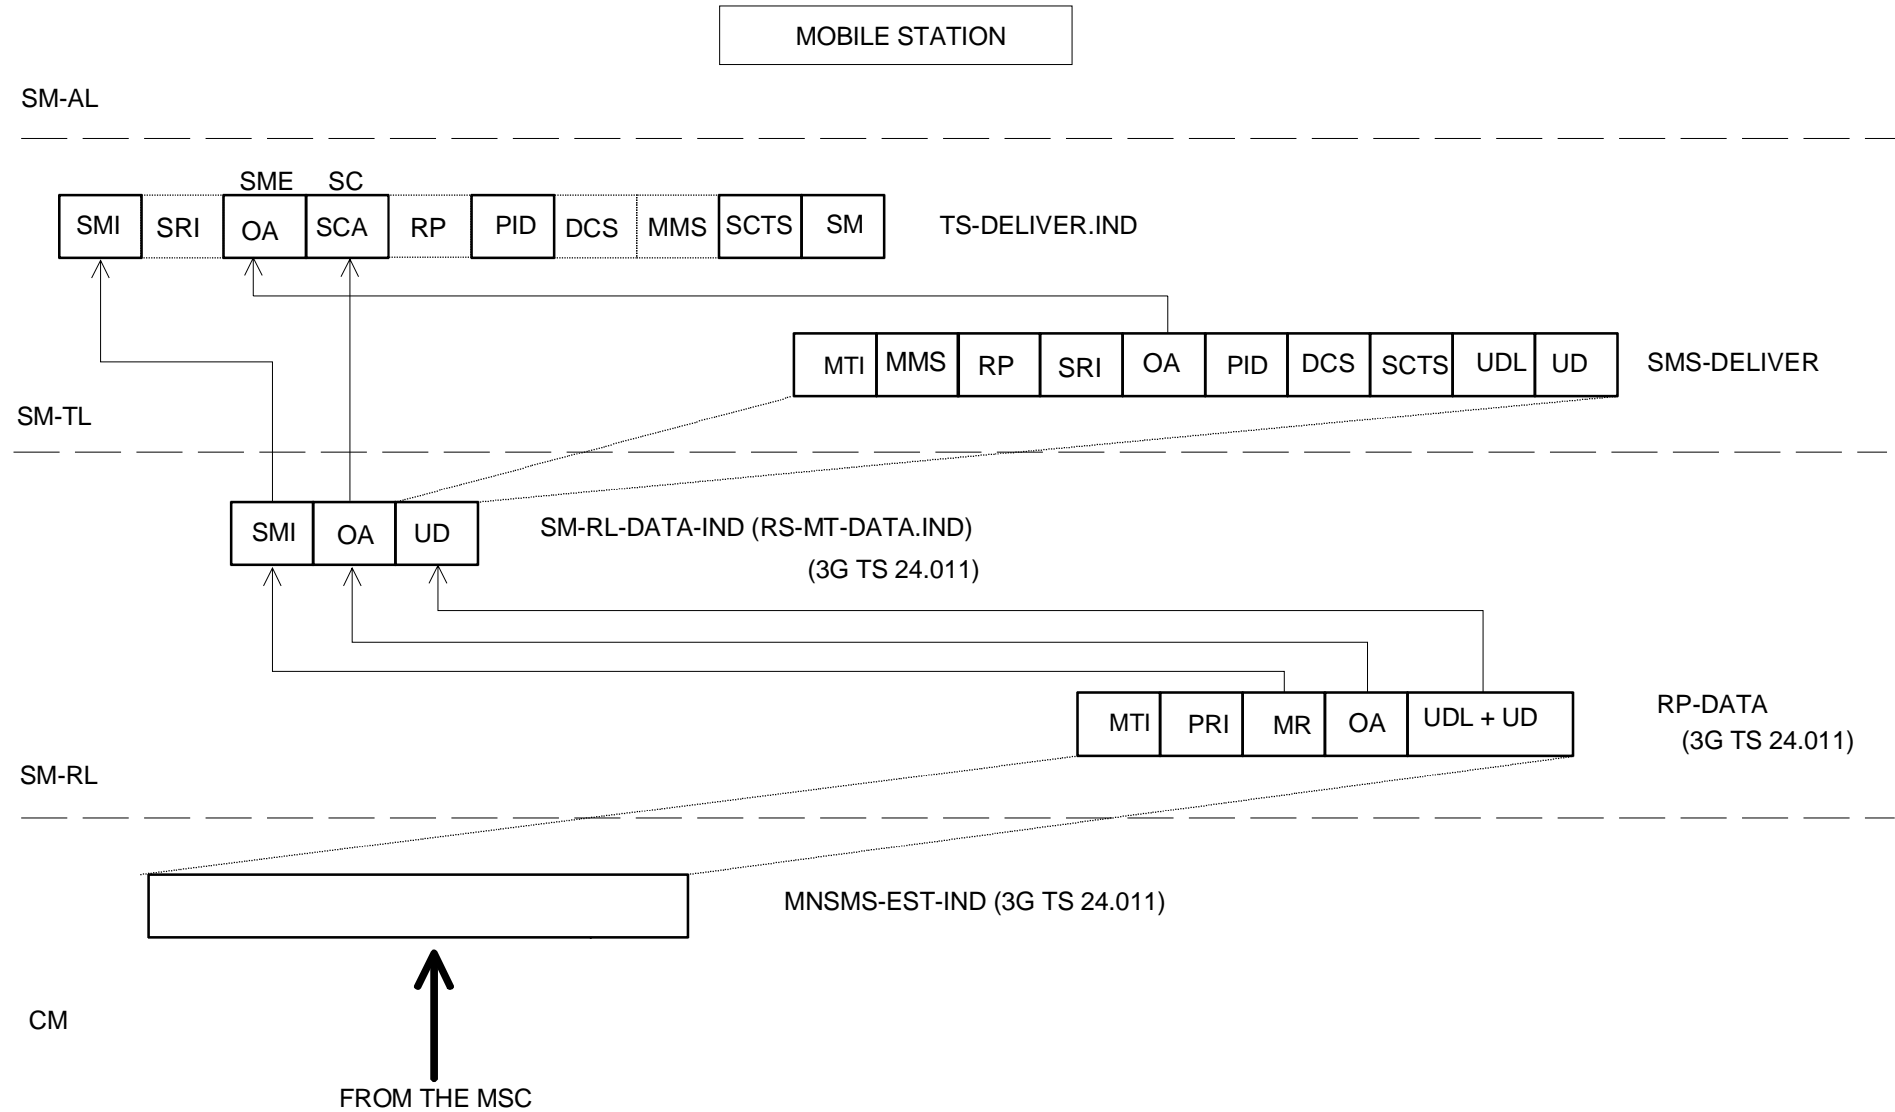 MOBILE STATION
SM-AL
SME SC
SMI SRI OA SCA RP PID DCS MMS SCTS SM TS-DELIVER.IND
MTI MMS RP SRI OA PID DCS SCTS UDL UD SMS-DELIVER
SM-TL
SMI OA UD SM-RL-DATA-IND (RS-MT-DATA.IND)
(3G TS 24.011)
MTI PRI MR OA UDL + UD RP-DATA
(3G TS 24.011)
SM-RL
MNSMS-EST-IND (3G TS 24.011)
CM
FROM THE MSC